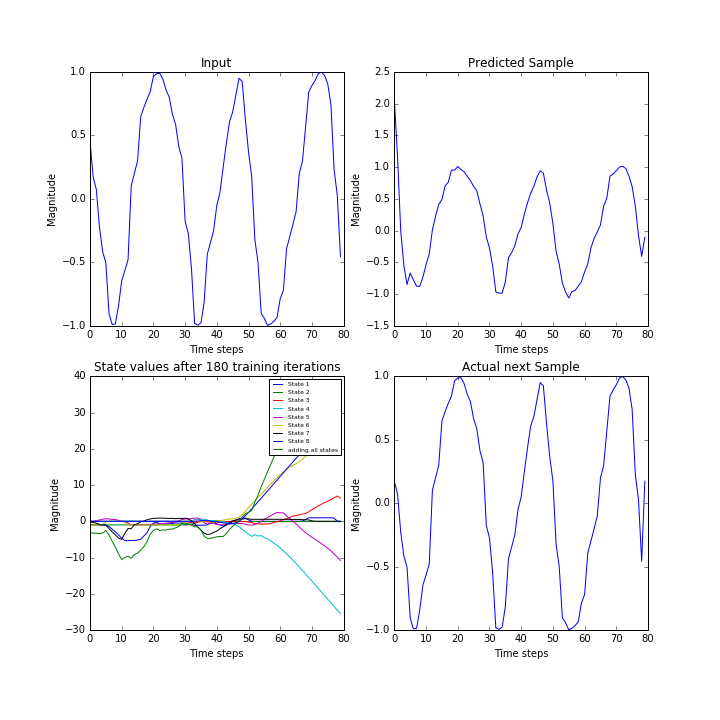 Input
1.0
0.5
0.0
−0.5
−1.0
Magnitude
0 10 20 30 40 50 60 70 80
Time steps
Predicted Sample
2.5
2.0
1.5
1.0
0.5
0.0
−0.5
−1.0
−1.5
Magnitude
0 10 20 30 40 50 60 70 80
Time steps
State values after 180 training iterations
40
30
20
10
0
−10
−20
−30
Magnitude
State 1
State 2
State 3
State 4
State 5
State 6
State 7
State 8
adding all states
0 10 20 30 40 50 60 70 80
Time steps
Actual next Sample
1.0
0.5
0.0
−0.5
−1.0
Magnitude
0 10 20 30 40 50 60 70 80
Time steps